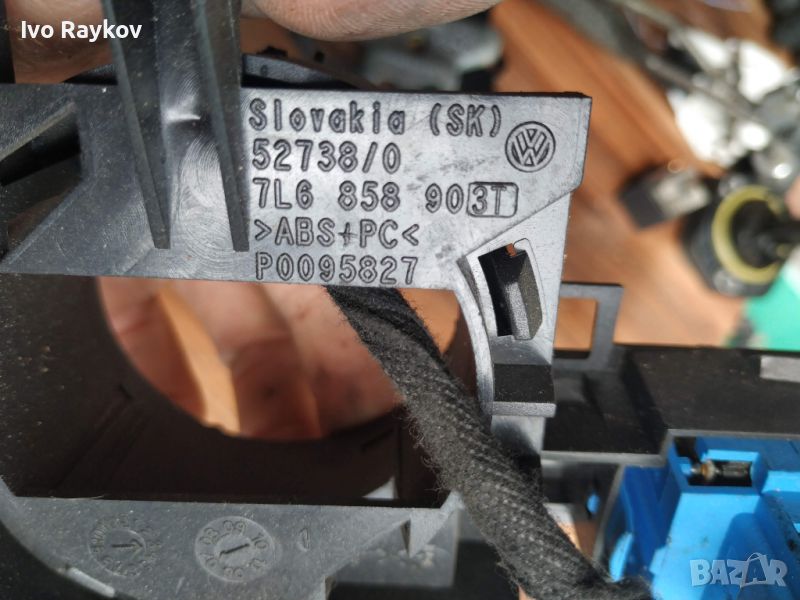 Ivo Raykov
Slovakia (SK)
52738/0
7L6 858 903T
>ABS+PC<
P0095827
BAZAR